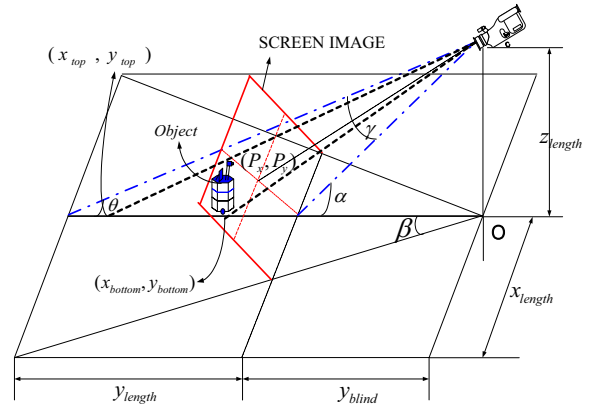 (x_top , y_top)
SCREEN IMAGE
Object
(P_x, P_y)
γ
z_length
θ
α
β
O
(x_bottom, y_bottom)
x_length
y_length
y_blind